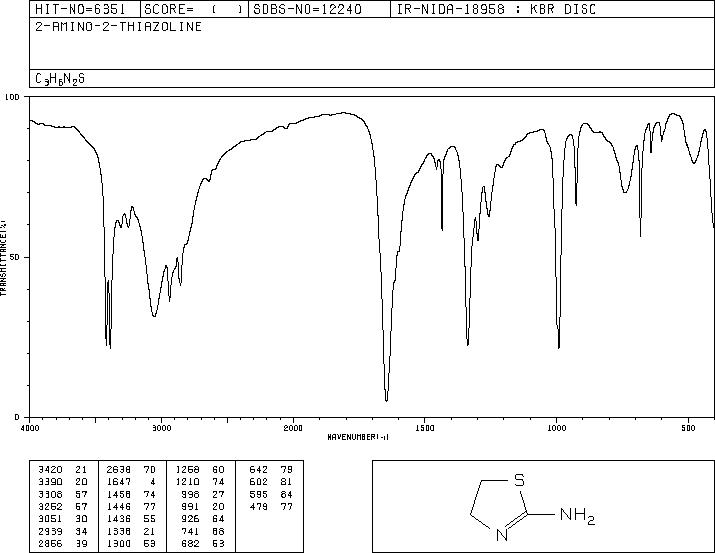 HIT-NO=6351 SCORE= ( ) SDBS-NO=12240 IR-NIDA-18958 : KBR DISC
2-AMINO-2-THIAZOLINE
C3H6N2S
100
50
0
TRANSMITTANCE(%)
4000 3000 2000 1500 1000 500
WAVENUMBER(-1)
3420 21 2638 70 1258 60 642 79
3390 20 1647 4 1210 74 602 81
3308 57 1458 74 998 27 595 84
3252 57 1446 77 991 20 479 77
3051 30 1436 55 926 64
2939 34 1338 21 741 68
2856 39 1300 53 682 53
S
N
NH2